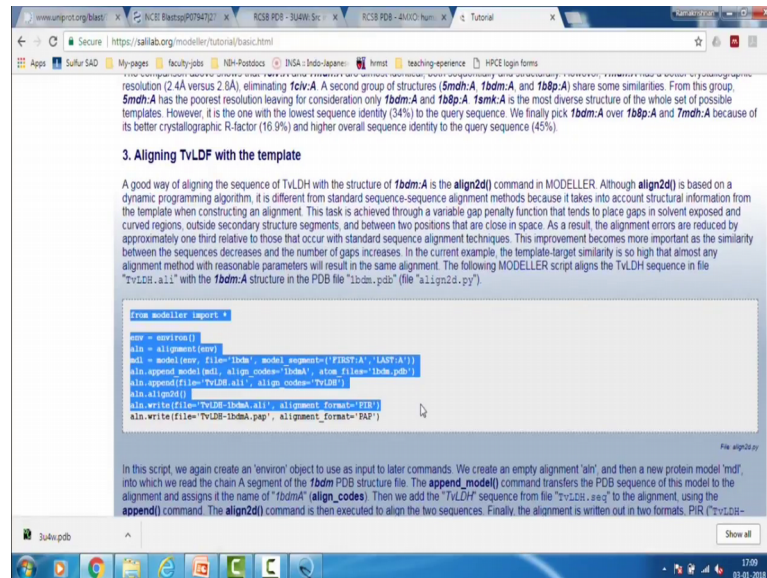 www.uniprot.org/blast/
NCBI Blast:sp|P07947|27
RCSB PDB - 3U4W: Src
RCSB PDB - 4MXO: human
Tutorial
Ramakrishnan
Secure | https://salilab.org/modeller/tutorial/basic.html
Apps Sulfur SAD My-pages faculty-jobs NIH-Postdocs INSA :: Indo-Japanese hrmst teaching-eperience HPCE login forms
resolution (2.4Å versus 2.8Å), eliminating 1civ:A. A second group of structures (5mdh:A, 1bdm:A, and 1b8p:A) share some similarities. From this group,
5mdh:A has the poorest resolution leaving for consideration only 1bdm:A and 1b8p:A. 1smk:A is the most diverse structure of the whole set of possible
templates. However, it is the one with the lowest sequence identity (34%) to the query sequence. We finally pick 1bdm:A over 1b8p:A and 7mdh:A because of
its better crystallographic R-factor (16.9%) and higher overall sequence identity to the query sequence (45%).
3. Aligning TvLDF with the template
A good way of aligning the sequence of TvLDH with the structure of 1bdm:A is the align2d() command in MODELLER. Although align2d() is based on a
dynamic programming algorithm, it is different from standard sequence-sequence alignment methods because it takes into account structural information from
the template when constructing an alignment. This task is achieved through a variable gap penalty function that tends to place gaps in solvent exposed and
curved regions, outside secondary structure segments, and between two positions that are close in space. As a result, the alignment errors are reduced by
approximately one third relative to those that occur with standard sequence alignment techniques. This improvement becomes more important as the similarity
between the sequences decreases and the number of gaps increases. In the current example, the template-target similarity is so high that almost any
alignment method with reasonable parameters will result in the same alignment. The following MODELLER script aligns the TvLDH sequence in file
"TvLDH.ali" with the 1bdm:A structure in the PDB file "1bdm.pdb" (file "align2d.py").
from modeller import *
env = environ()
aln = alignment(env)
mdl = model(env, file='1bdm', model_segment=('FIRST:A','LAST:A'))
aln.append_model(mdl, align_codes='1bdmA', atom_files='1bdm.pdb')
aln.append(file='TvLDH.ali', align_codes='TvLDH')
aln.align2d()
aln.write(file='TvLDH-1bdmA.ali', alignment_format='PIR')
aln.write(file='TvLDH-1bdmA.pap', alignment_format='PAP')
File: align2d.py
In this script, we again create an 'environ' object to use as input to later commands. We create an empty alignment 'aln', and then a new protein model 'mdl',
into which we read the chain A segment of the 1bdm PDB structure file. The append_model() command transfers the PDB sequence of this model to the
alignment and assigns it the name of "1bdmA" (align_codes). Then we add the "TvLDH" sequence from file "TvLDH.seq" to the alignment, using the
append() command. The align2d() command is then executed to align the two sequences. Finally, the alignment is written out in two formats, PIR ("TvLDH-
3u4w.pdb
Show all
17:09
03-01-2018